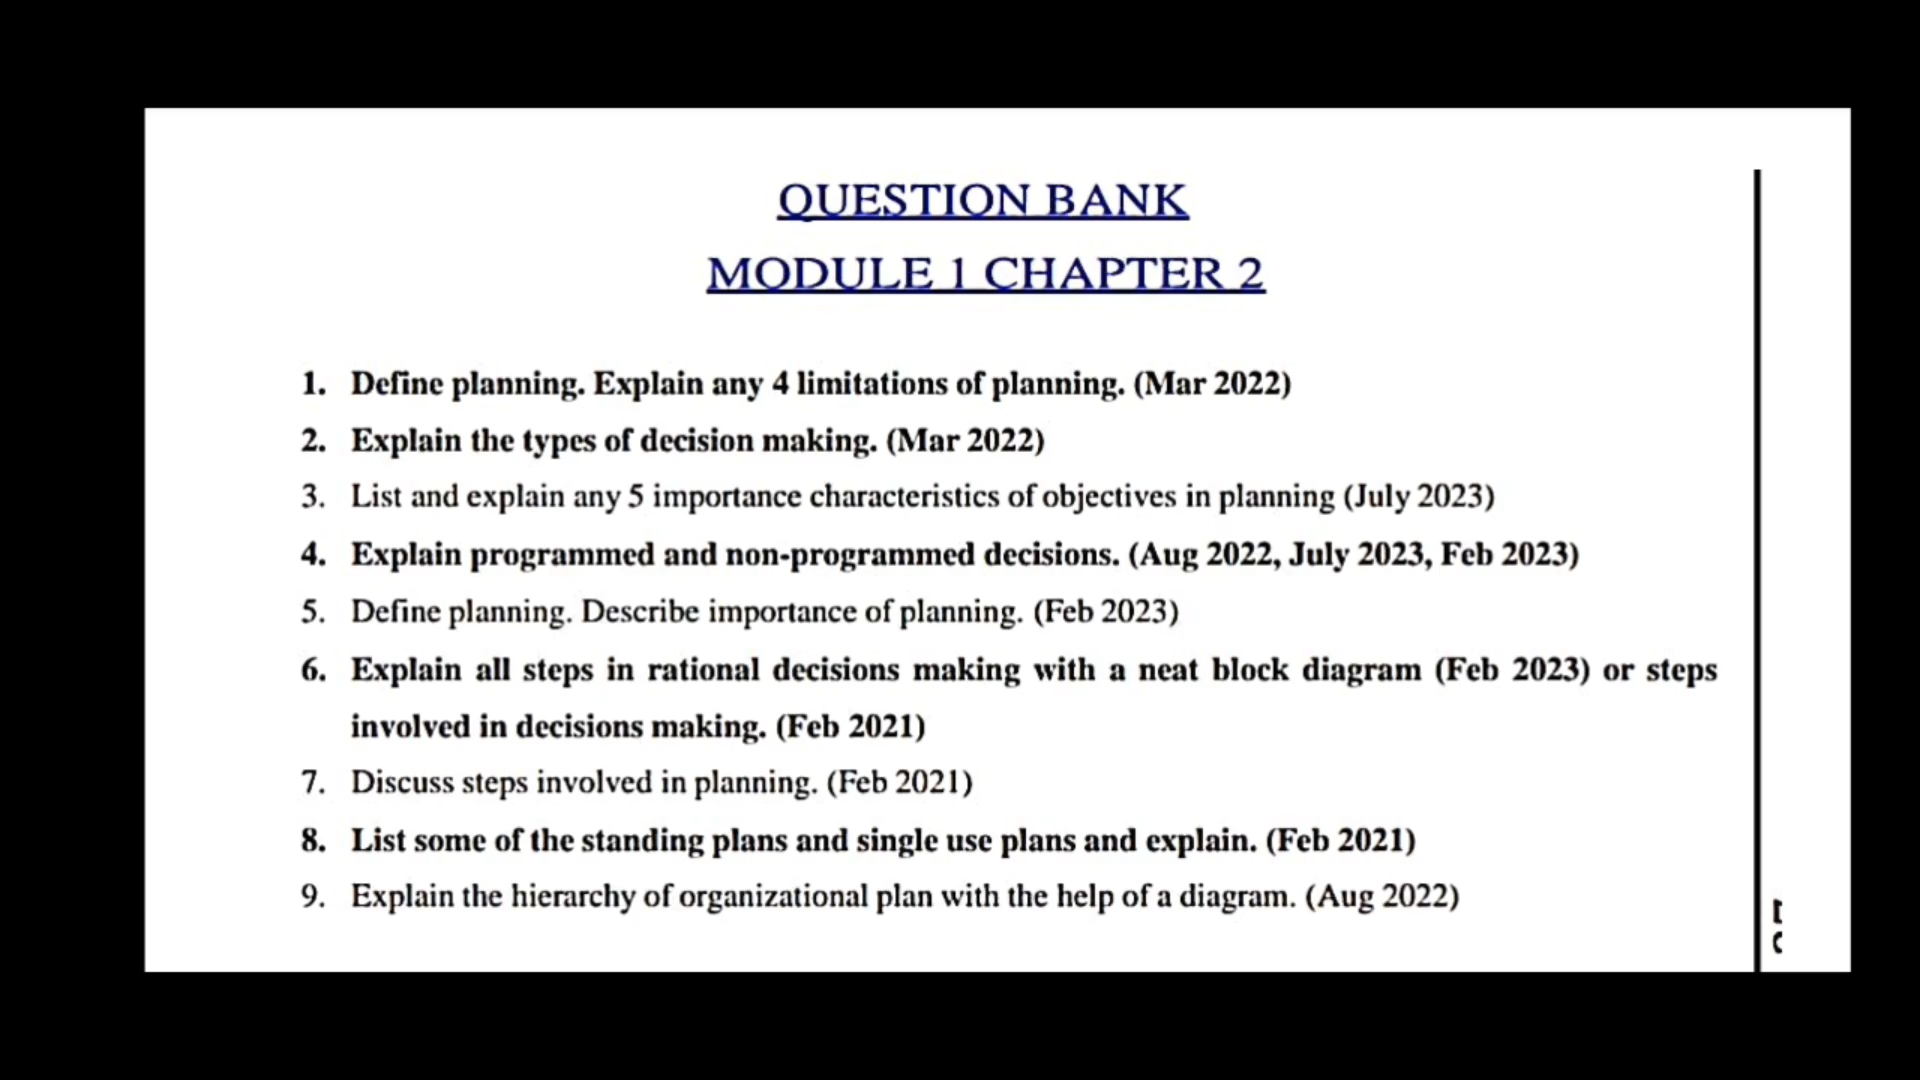 QUESTION BANK
MODULE 1 CHAPTER 2
1. Define planning. Explain any 4 limitations of planning. (Mar 2022)
2. Explain the types of decision making. (Mar 2022)
3. List and explain any 5 importance characteristics of objectives in planning (July 2023)
4. Explain programmed and non-programmed decisions. (Aug 2022, July 2023, Feb 2023)
5. Define planning. Describe importance of planning. (Feb 2023)
6. Explain all steps in rational decisions making with a neat block diagram (Feb 2023) or steps
involved in decisions making. (Feb 2021)
7. Discuss steps involved in planning. (Feb 2021)
8. List some of the standing plans and single use plans and explain. (Feb 2021)
9. Explain the hierarchy of organizational plan with the help of a diagram. (Aug 2022)